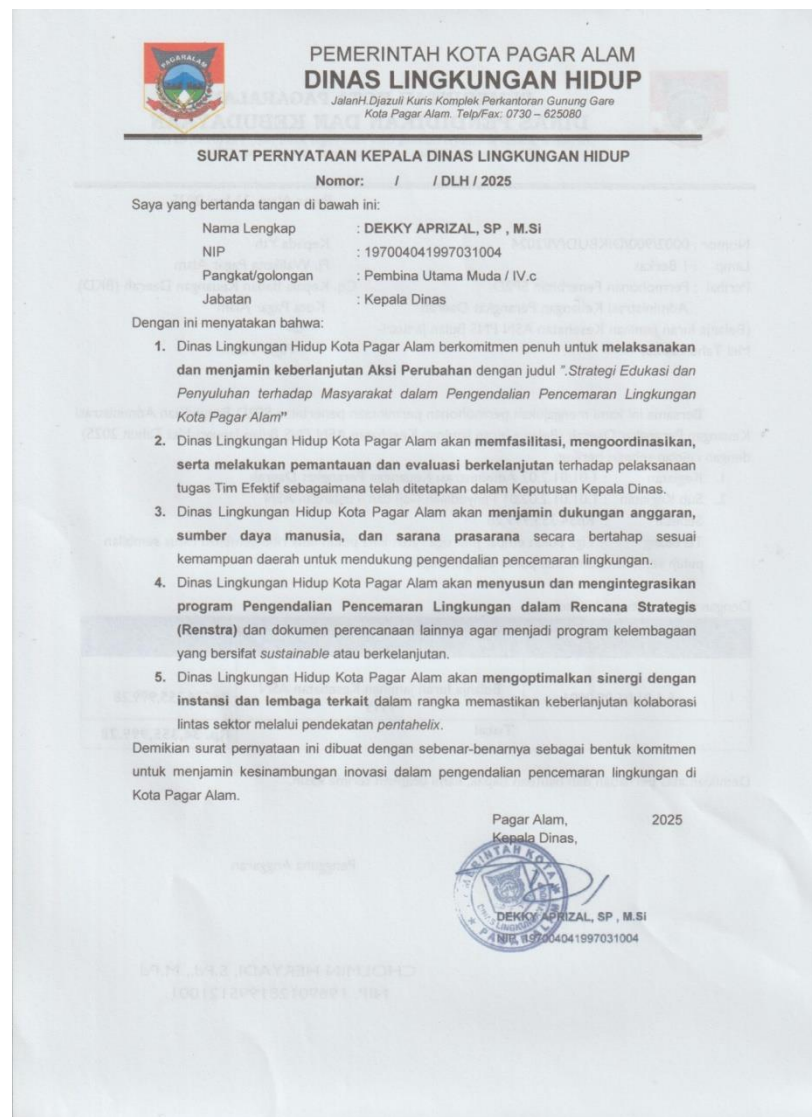 PAGARALAM
PEMERINTAH KOTA PAGAR ALAM
DINAS LINGKUNGAN HIDUP
JalanH.Djazuli Kuris Komplek Perkantoran Gunung Gare
Kota Pagar Alam. Telp/Fax: 0730 – 625080
SURAT PERNYATAAN KEPALA DINAS LINGKUNGAN HIDUP
Nomor: / / DLH / 2025
Saya yang bertanda tangan di bawah ini:
Nama Lengkap : DEKKY APRIZAL, SP , M.Si
NIP : 197004041997031004
Pangkat/golongan : Pembina Utama Muda / IV.c
Jabatan : Kepala Dinas
Dengan ini menyatakan bahwa:
1. Dinas Lingkungan Hidup Kota Pagar Alam berkomitmen penuh untuk melaksanakan
dan menjamin keberlanjutan Aksi Perubahan dengan judul ".Strategi Edukasi dan
Penyuluhan terhadap Masyarakat dalam Pengendalian Pencemaran Lingkungan
Kota Pagar Alam"
2. Dinas Lingkungan Hidup Kota Pagar Alam akan memfasilitasi, mengoordinasikan,
serta melakukan pemantauan dan evaluasi berkelanjutan terhadap pelaksanaan
tugas Tim Efektif sebagaimana telah ditetapkan dalam Keputusan Kepala Dinas.
3. Dinas Lingkungan Hidup Kota Pagar Alam akan menjamin dukungan anggaran,
sumber daya manusia, dan sarana prasarana secara bertahap sesuai
kemampuan daerah untuk mendukung pengendalian pencemaran lingkungan.
4. Dinas Lingkungan Hidup Kota Pagar Alam akan menyusun dan mengintegrasikan
program Pengendalian Pencemaran Lingkungan dalam Rencana Strategis
(Renstra) dan dokumen perencanaan lainnya agar menjadi program kelembagaan
yang bersifat sustainable atau berkelanjutan.
5. Dinas Lingkungan Hidup Kota Pagar Alam akan mengoptimalkan sinergi dengan
instansi dan lembaga terkait dalam rangka memastikan keberlanjutan kolaborasi
lintas sektor melalui pendekatan pentahelix.
Demikian surat pernyataan ini dibuat dengan sebenar-benarnya sebagai bentuk komitmen
untuk menjamin kesinambungan inovasi dalam pengendalian pencemaran lingkungan di
Kota Pagar Alam.
Pagar Alam, 2025
Kepala Dinas,
DEKKY APRIZAL, SP , M.Si
NIP. 197004041997031004